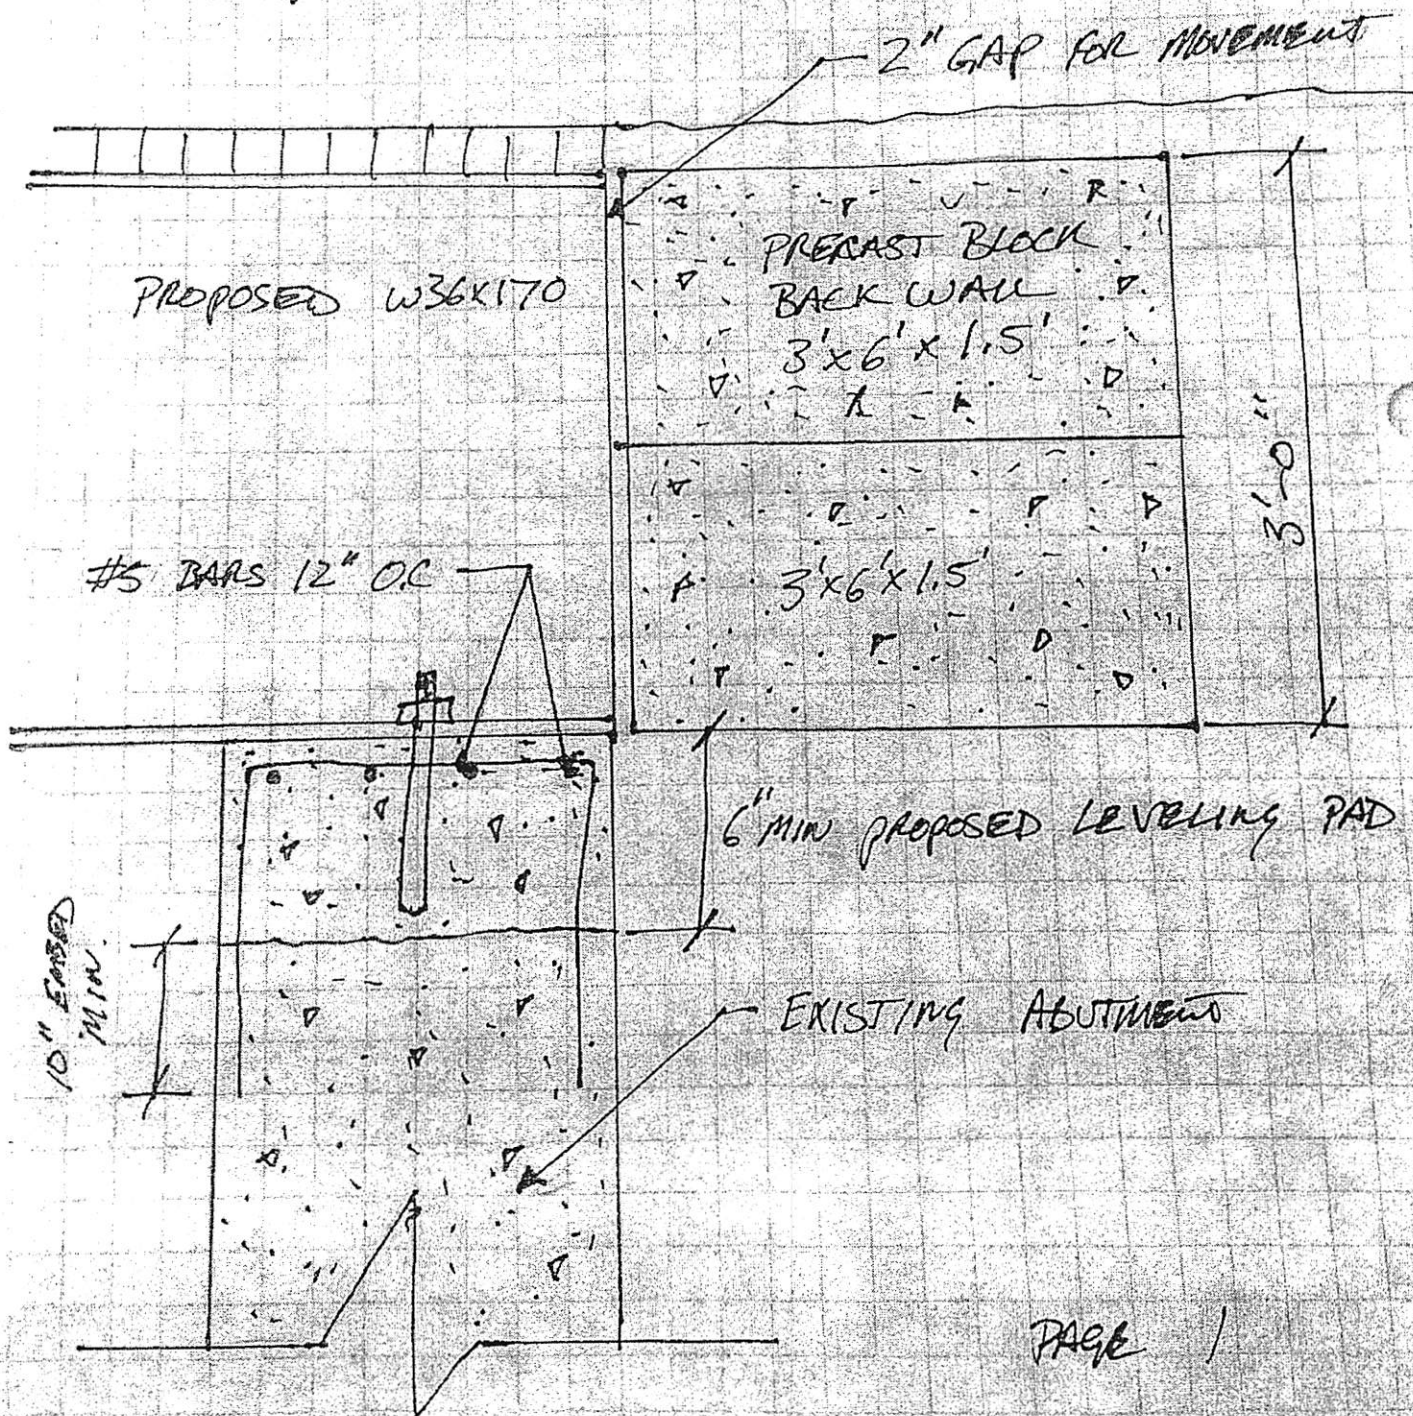 2" GAP FOR MOVEMENT
PRECAST BLOCK
BACK WALL
3'x6'x1.5'
PROPOSED W36x170
3'-0"
#5 BARS 12" O.C
3'x6'x1.5'
6" MIN PROPOSED LEVELING PAD
10" EMBED
MIN.
EXISTING ABUTMENT
PAGE 1